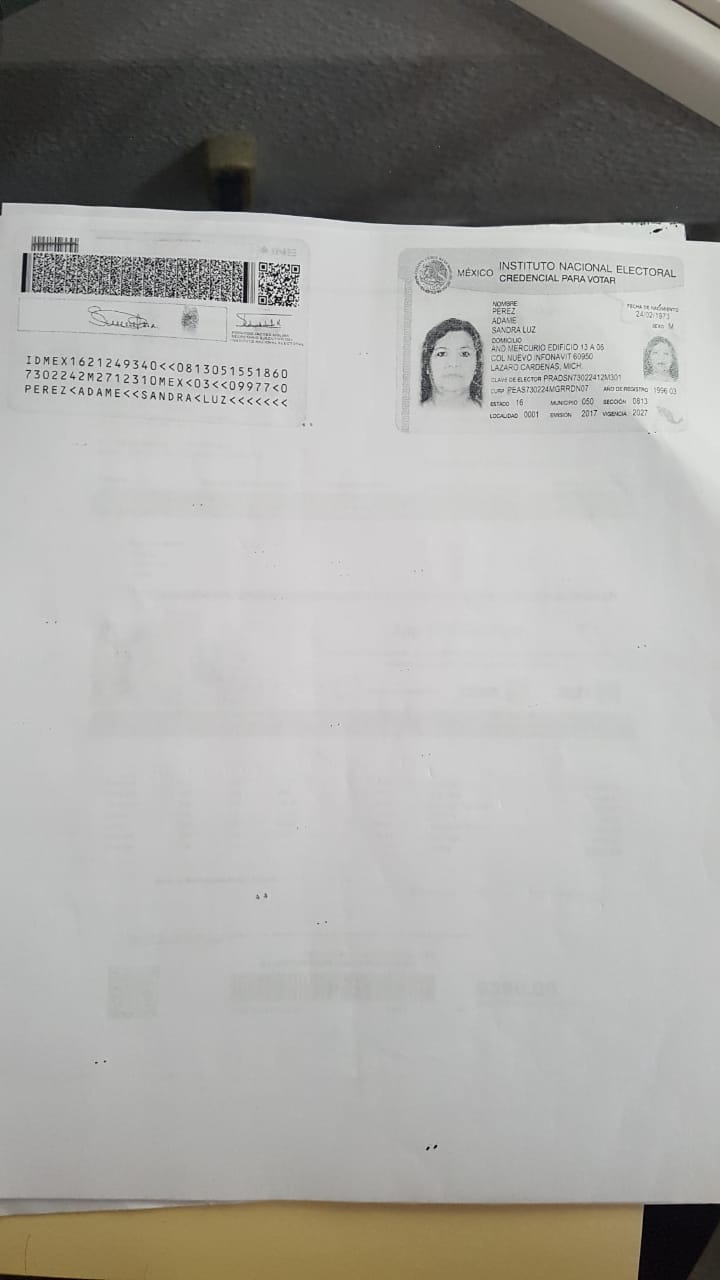 IDMEX1621249340<<0813051551860
7302242M2712310MEX<03<<09977<0
PEREZ<ADAME<<SANDRA<LUZ<<<<<<<
MÉXICO INSTITUTO NACIONAL ELECTORAL
CREDENCIAL PARA VOTAR
NOMBRE
PEREZ
ADAME
SANDRA LUZ
FECHA DE NACIMIENTO
24/02/1973
SEXO M
DOMICILIO
AND MERCURIO EDIFICIO 13 A 06
COL NUEVO INFONAVIT 60950
LAZARO CARDENAS, MICH.
CLAVE DE ELECTOR PRADSN73022412M301
CURP PEAS730224MGRRDN07 AÑO DE REGISTRO 1996 03
ESTADO 16 MUNICIPIO 050 SECCIÓN 0813
LOCALIDAD 0001 EMISIÓN 2017 VIGENCIA 2027